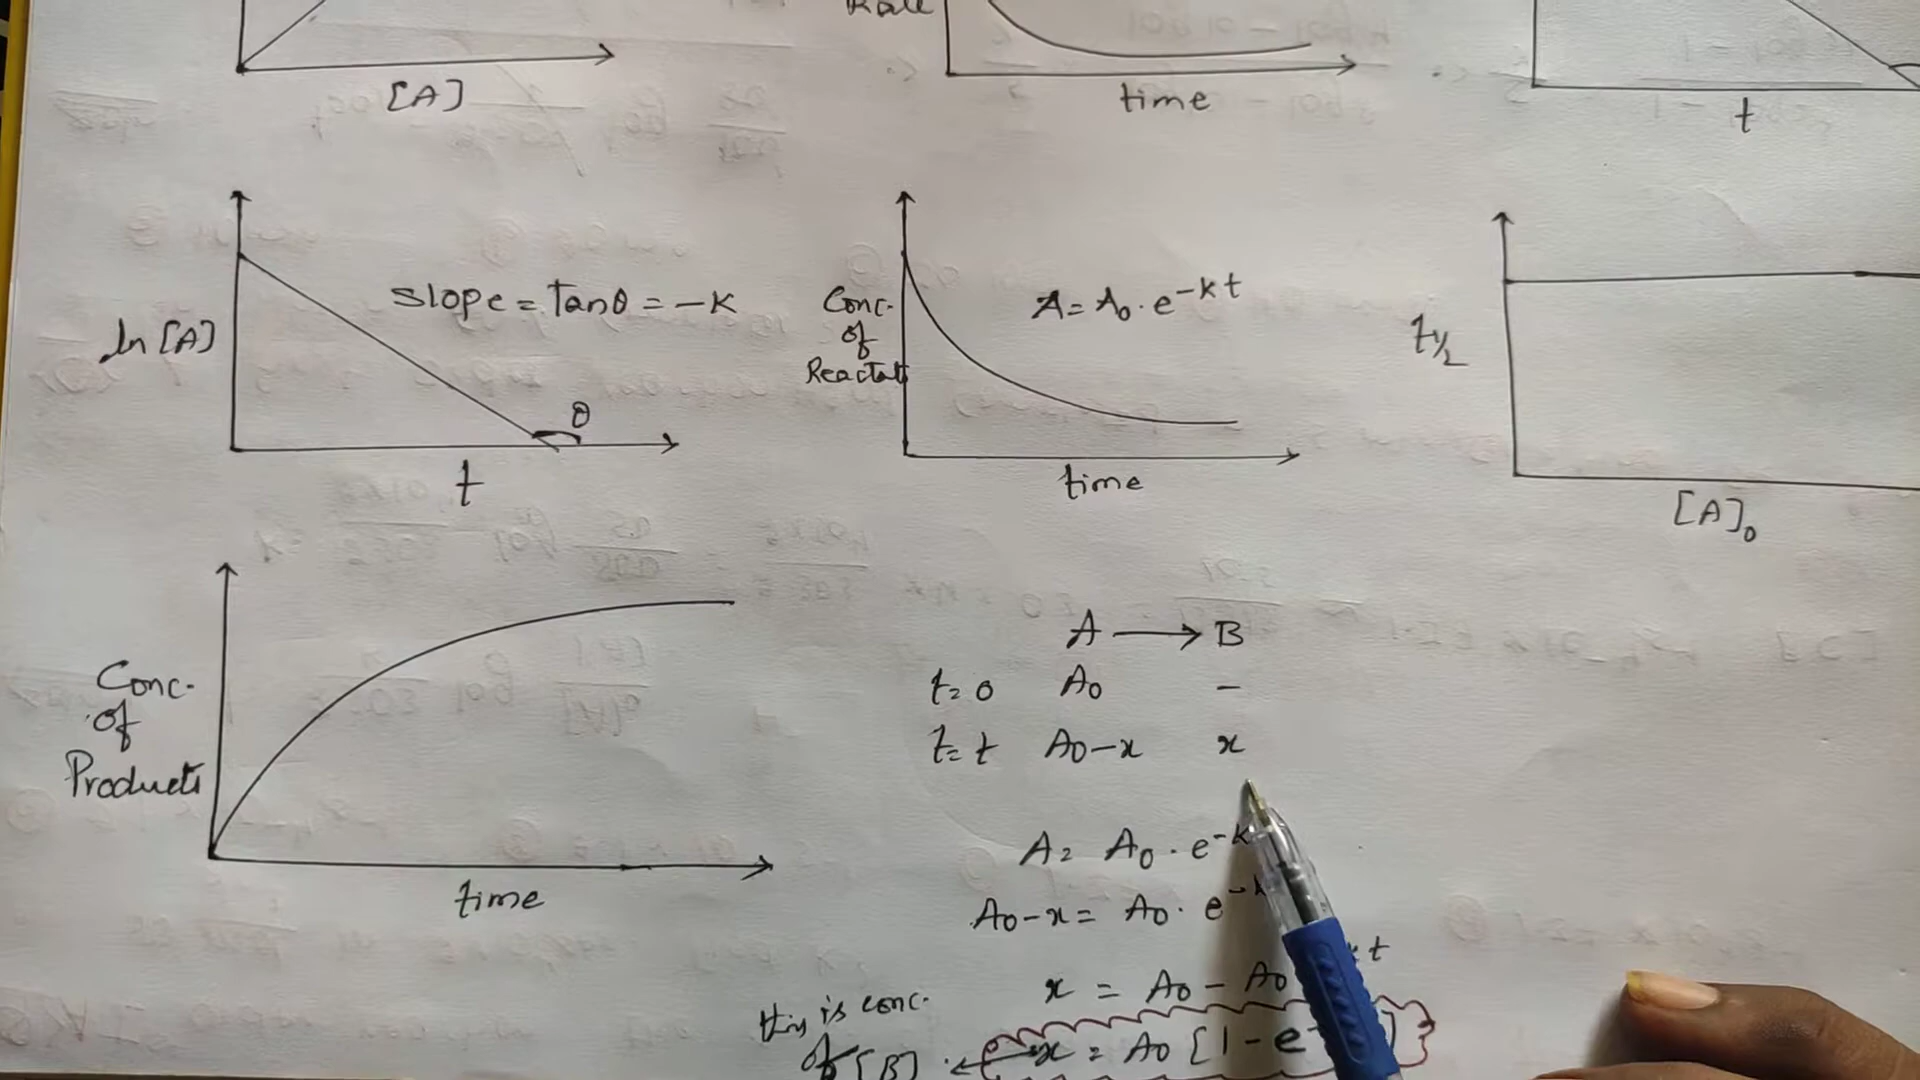 Rate
[A]
time
t
ln [A]
slope = tanθ = -K
θ
t
Conc.
of
A = A₀ · e^-kt
time
t½
[A]₀
Conc.
of
Products
time
A → B
t = 0 A₀ -
t = t A₀-x x
A = A₀ · e^-k
A₀-x = A₀ · e^-k
x = A₀ - A₀ t
this is conc.
of [B] ← x = A₀ [1 - e^- ]